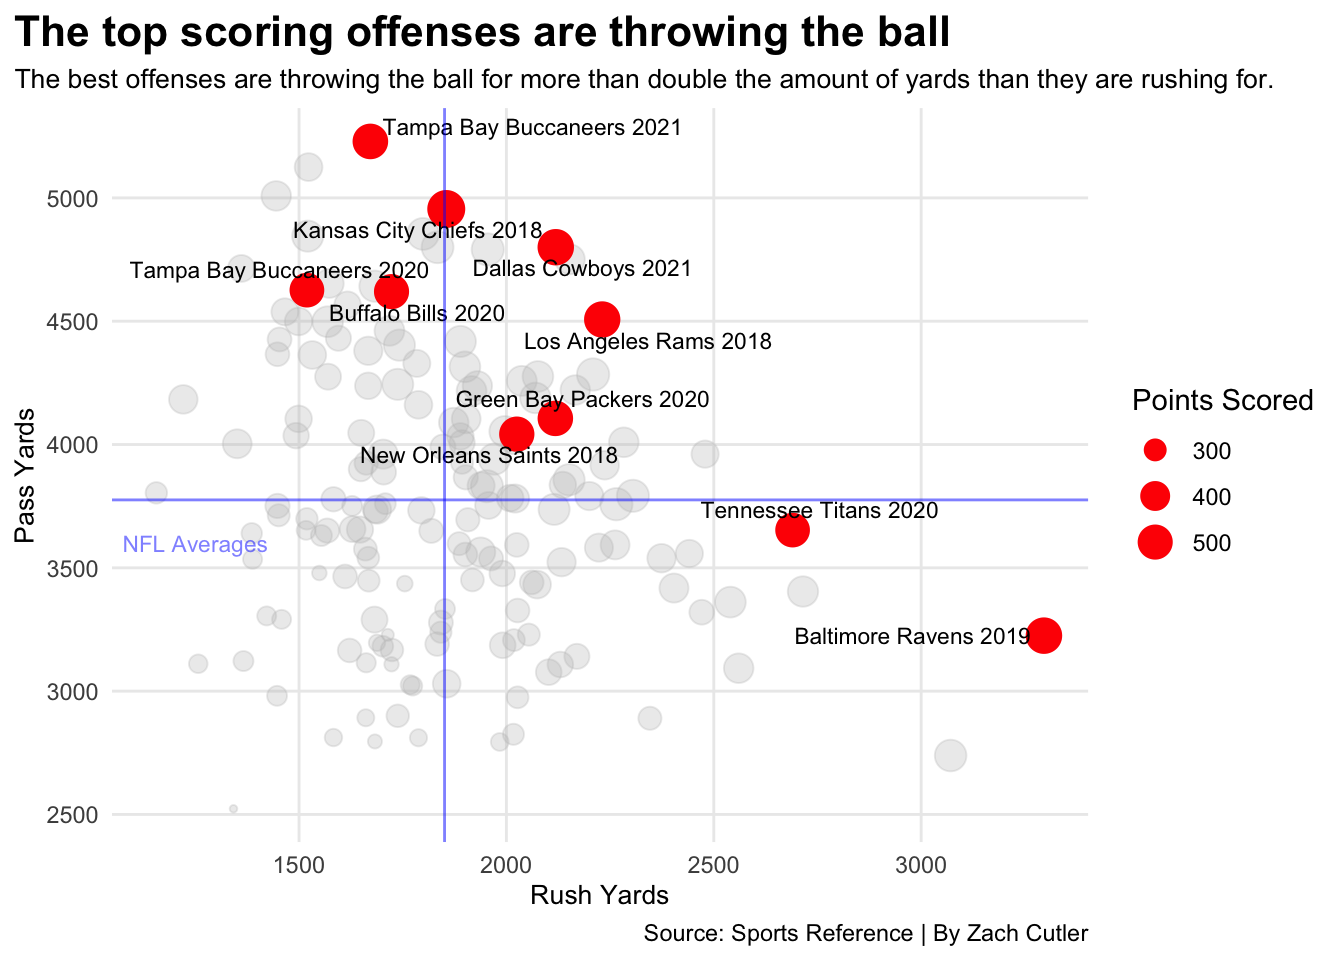 The top scoring offenses are throwing the ball
The best offenses are throwing the ball for more than double the amount of yards than they are rushing for.
Tampa Bay Buccaneers 2021
Kansas City Chiefs 2018
Dallas Cowboys 2021
Tampa Bay Buccaneers 2020
Buffalo Bills 2020
Los Angeles Rams 2018
Green Bay Packers 2020
New Orleans Saints 2018
Tennessee Titans 2020
NFL Averages
Baltimore Ravens 2019
Pass Yards
5000
4500
4000
3500
3000
2500
1500 2000 2500 3000
Rush Yards
Points Scored
300
400
500
Source: Sports Reference | By Zach Cutler